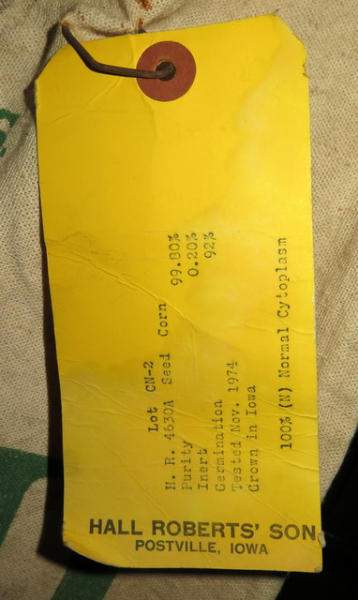 Lot CN-2
H. R. 4630A Seed Corn
Purity 99.80%
Inert 0.20%
Germination 92%
Tested Nov. 1974
Grown in Iowa
100% (N) Normal Cytoplasm
HALL ROBERTS' SON
POSTVILLE, IOWA